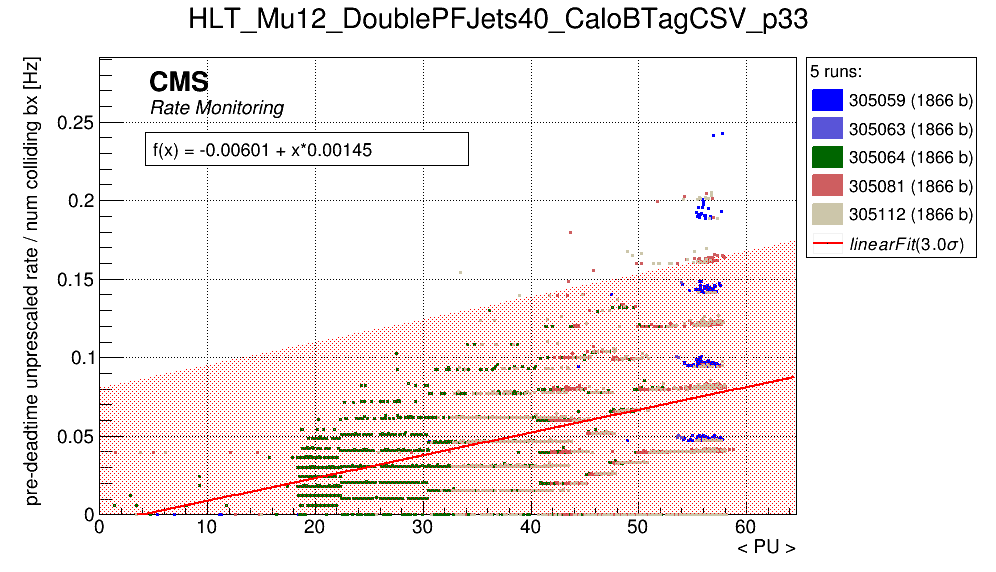 HLT_Mu12_DoublePFJets40_CaloBTagCSV_p33
pre-deadtime unprescaled rate / num colliding bx [Hz]
CMS
Rate Monitoring
f(x) = -0.00601 + x*0.00145
0.25
0.2
0.15
0.1
0.05
0
0 10 20 30 40 50 60
< PU >
5 runs:
305059 (1866 b)
305063 (1866 b)
305064 (1866 b)
305081 (1866 b)
305112 (1866 b)
linearFit(3.0σ)